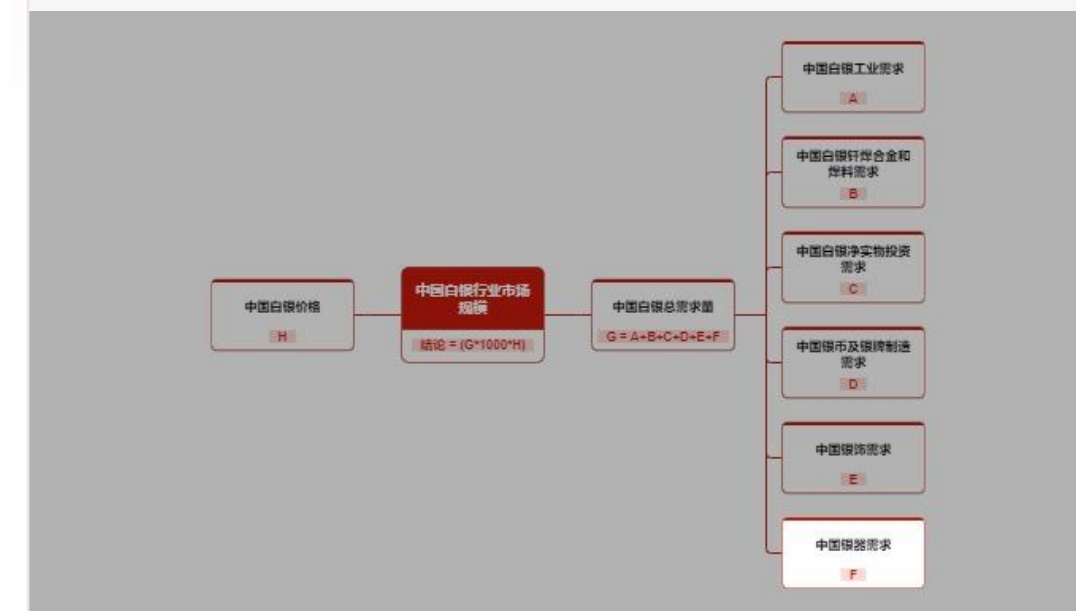 中国白银工业需求
A
中国白银钎焊合金和
焊料需求
B
中国白银净实物投资
需求
C
中国白银价格
H
中国白银行业市场
规模
结论 = (G*1000*H)
中国白银总需求量
G = A+B+C+D+E+F
中国银币及银牌制造
需求
D
中国银饰需求
E
中国银器需求
F